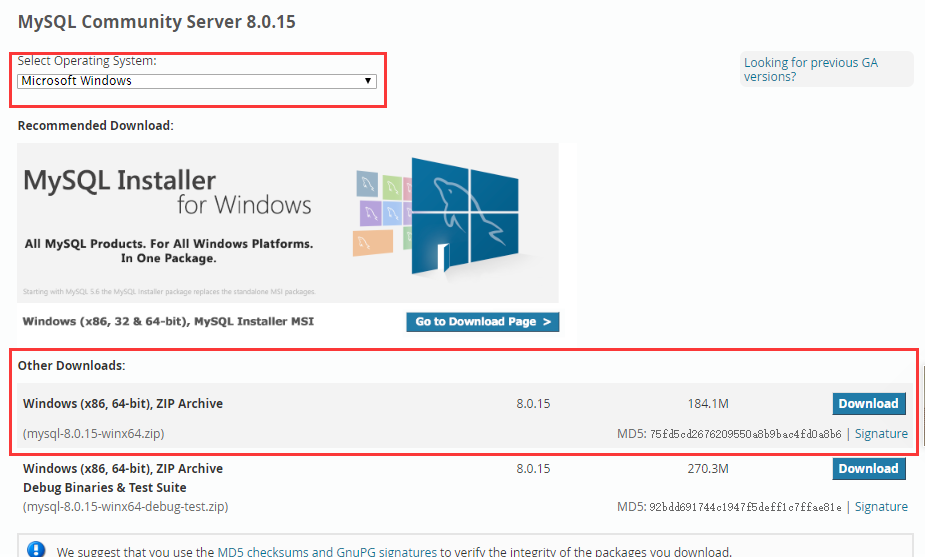 MySQL Community Server 8.0.15
Select Operating System:
Microsoft Windows
Looking for previous GA
versions?
Recommended Download:
MySQL Installer
for Windows
All MySQL Products. For All Windows Platforms.
In One Package.
Starting with MySQL 5.6 the MySQL Installer package replaces the standalone MSI packages.
Windows (x86, 32 & 64-bit), MySQL Installer MSI
Go to Download Page >
Other Downloads:
Windows (x86, 64-bit), ZIP Archive 8.0.15 184.1M Download
(mysql-8.0.15-winx64.zip) MD5: 75fd5cd2676209550a8b9bac4fd0a8b6 | Signature
Windows (x86, 64-bit), ZIP Archive 8.0.15 270.3M Download
Debug Binaries & Test Suite
(mysql-8.0.15-winx64-debug-test.zip) MD5: 92bdd691744c1947f5deff1c7ffae81e | Signature
We suggest that you use the MD5 checksums and GnuPG signatures to verify the integrity of the packages you download.